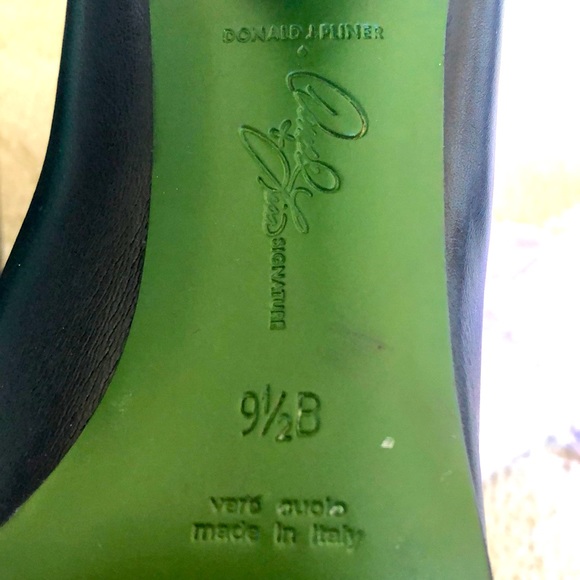 DONALD J PLINER
SIGNATURE
9½B
vero cuoio
made in Italy